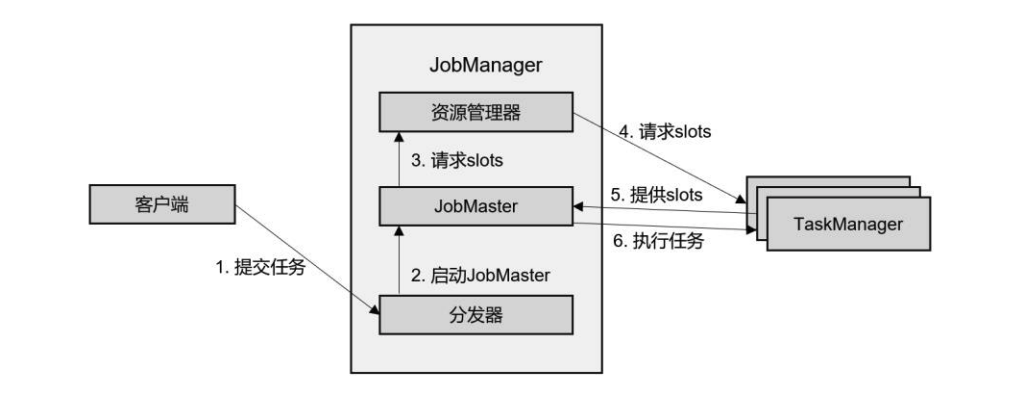 JobManager
资源管理器
4. 请求slots
3. 请求slots
客户端
JobMaster
5. 提供slots
TaskManager
6. 执行任务
1. 提交任务
2. 启动JobMaster
分发器